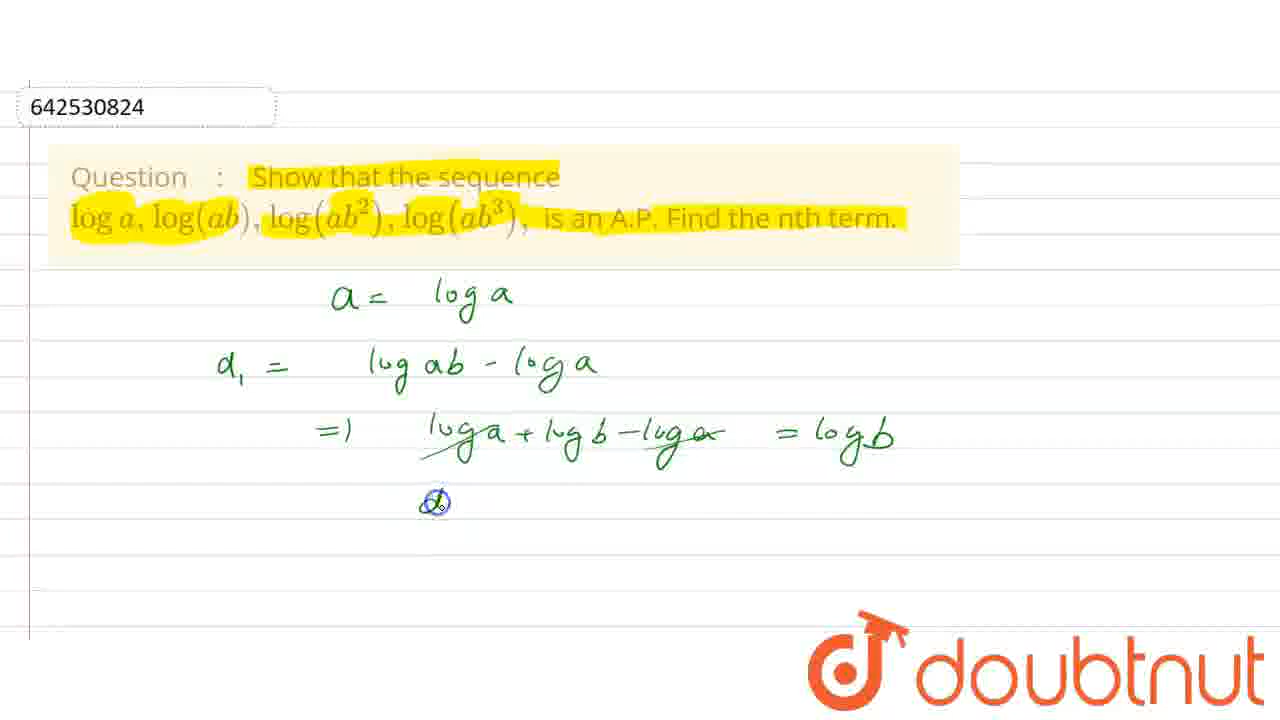 642530824
Question : Show that the sequence
log a, log(ab), log(ab²), log(ab³), is an A.P. Find the nth term.
a = log a
d₁ = log ab - log a
=) log a + log b - log a = log b
d
doubtnut